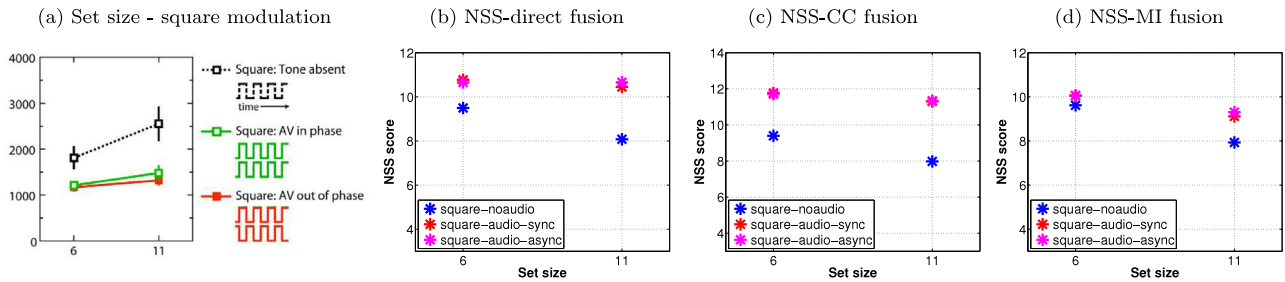 (a) Set size - square modulation
4000
3000
2000
1000
0
6
11
Square: Tone absent
time
Square: AV in phase
Square: AV out of phase
(b) NSS-direct fusion
12
10
8
6
4
NSS score
square-noaudio
square-audio-sync
square-audio-async
6
11
Set size
(c) NSS-CC fusion
14
12
10
8
6
4
NSS score
square-noaudio
square-audio-sync
square-audio-async
6
11
Set size
(d) NSS-MI fusion
12
10
8
6
4
NSS score
square-noaudio
square-audio-sync
square-audio-async
6
11
Set size